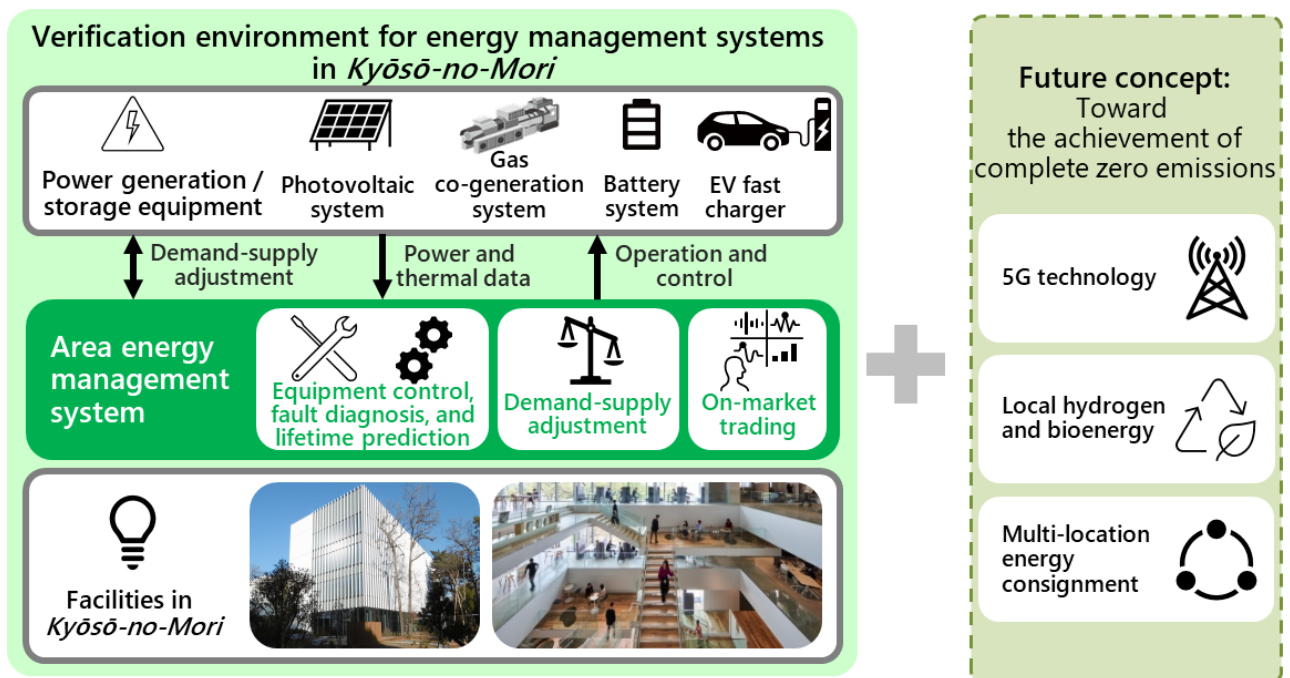 Verification environment for energy management systems
in Kyōsō-no-Mori
Power generation /
storage equipment
Photovoltaic
system
Gas
co-generation
system
Battery
system
EV fast
charger
Demand-supply
adjustment
Power and
thermal data
Operation and
control
Area energy
management
system
Equipment control,
fault diagnosis, and
lifetime prediction
Demand-supply
adjustment
On-market
trading
Facilities in
Kyōsō-no-Mori
Future concept:
Toward
the achievement of
complete zero emissions
5G technology
Local hydrogen
and bioenergy
Multi-location
energy
consignment